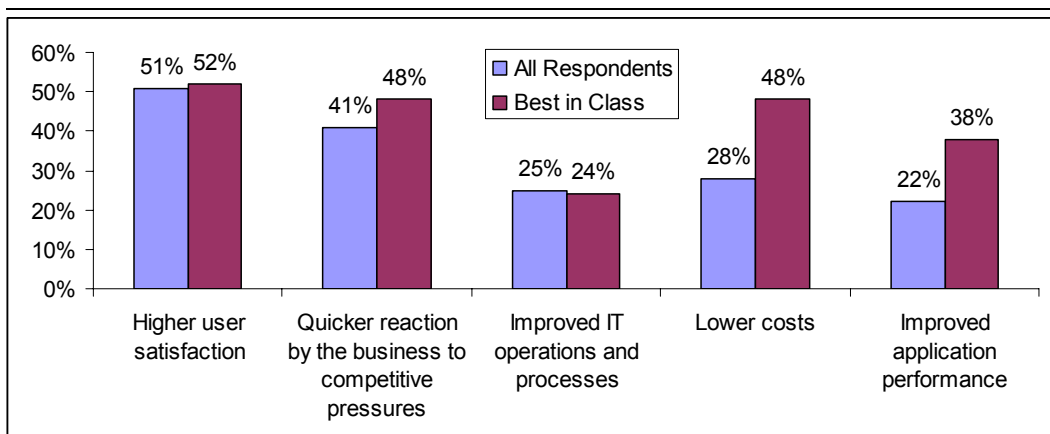 60%
50%
40%
30%
20%
10%
0%
51%
52%
41%
48%
25%
24%
28%
48%
22%
38%
All Respondents
Best in Class
Higher user
satisfaction
Quicker reaction
by the business to
competitive
pressures
Improved IT
operations and
processes
Lower costs
Improved
application
performance